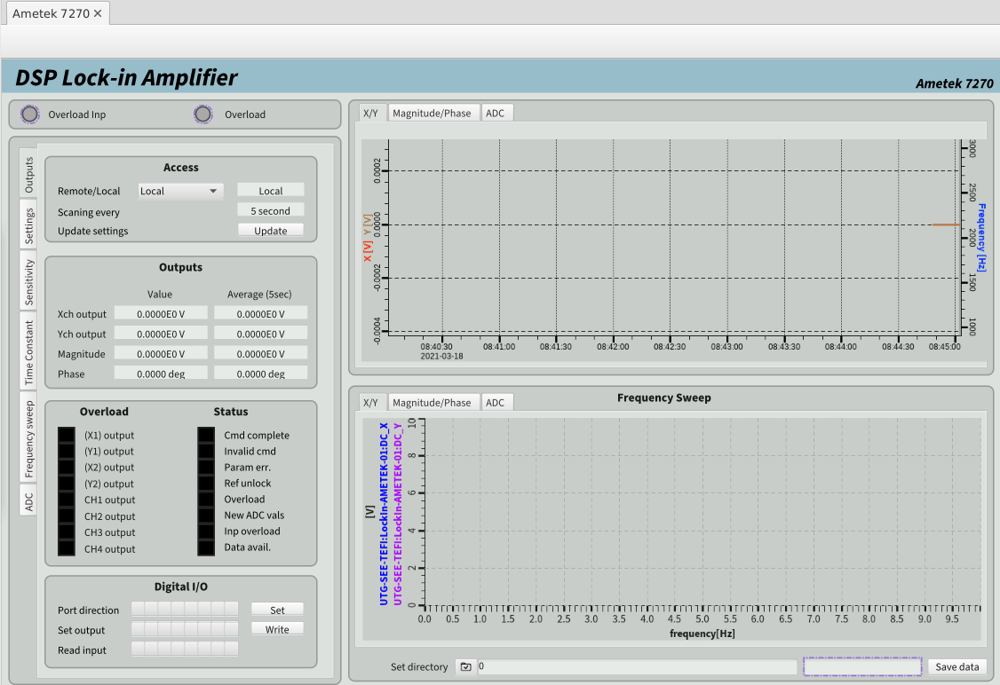 Ametek 7270 ✕
DSP Lock-in Amplifier
Ametek 7270
Overload Inp
Overload
Outputs
Settings
Sensitivity
Time Constant
Frequency sweep
ADC
Access
Remote/Local Local Local
Scaning every 5 second
Update settings Update
Outputs
Value Average (5sec)
Xch output 0.0000E0 V 0.0000E0 V
Ych output 0.0000E0 V 0.0000E0 V
Magnitude 0.0000E0 V 0.0000E0 V
Phase 0.0000 deg 0.0000 deg
Overload Status
(X1) output Cmd complete
(Y1) output Invalid cmd
(X2) output Param err.
(Y2) output Ref unlock
CH1 output Overload
CH2 output New ADC vals
CH3 output Inp overload
CH4 output Data avail.
Digital I/O
Port direction Set
Set output Write
Read input
X/Y Magnitude/Phase ADC
X [V] Y [V]
0.0002
0.0000
-0.0002
-0.0004
3000
2500
2000
1500
1000
Frequency [Hz]
08:40:30 08:41:00 08:41:30 08:42:00 08:42:30 08:43:00 08:43:30 08:44:00 08:44:30 08:45:00
2021-03-18
X/Y Magnitude/Phase ADC
Frequency Sweep
[V]
UTG-SEE-TEFI:LockIn-AMETEK-01:DC_X
UTG-SEE-TEFI:LockIn-AMETEK-01:DC_Y
10
8
6
4
2
0
0.0 0.5 1.0 1.5 2.0 2.5 3.0 3.5 4.0 4.5 5.0 5.5 6.0 6.5 7.0 7.5 8.0 8.5 9.0 9.5
frequency[Hz]
Set directory 0 Save data